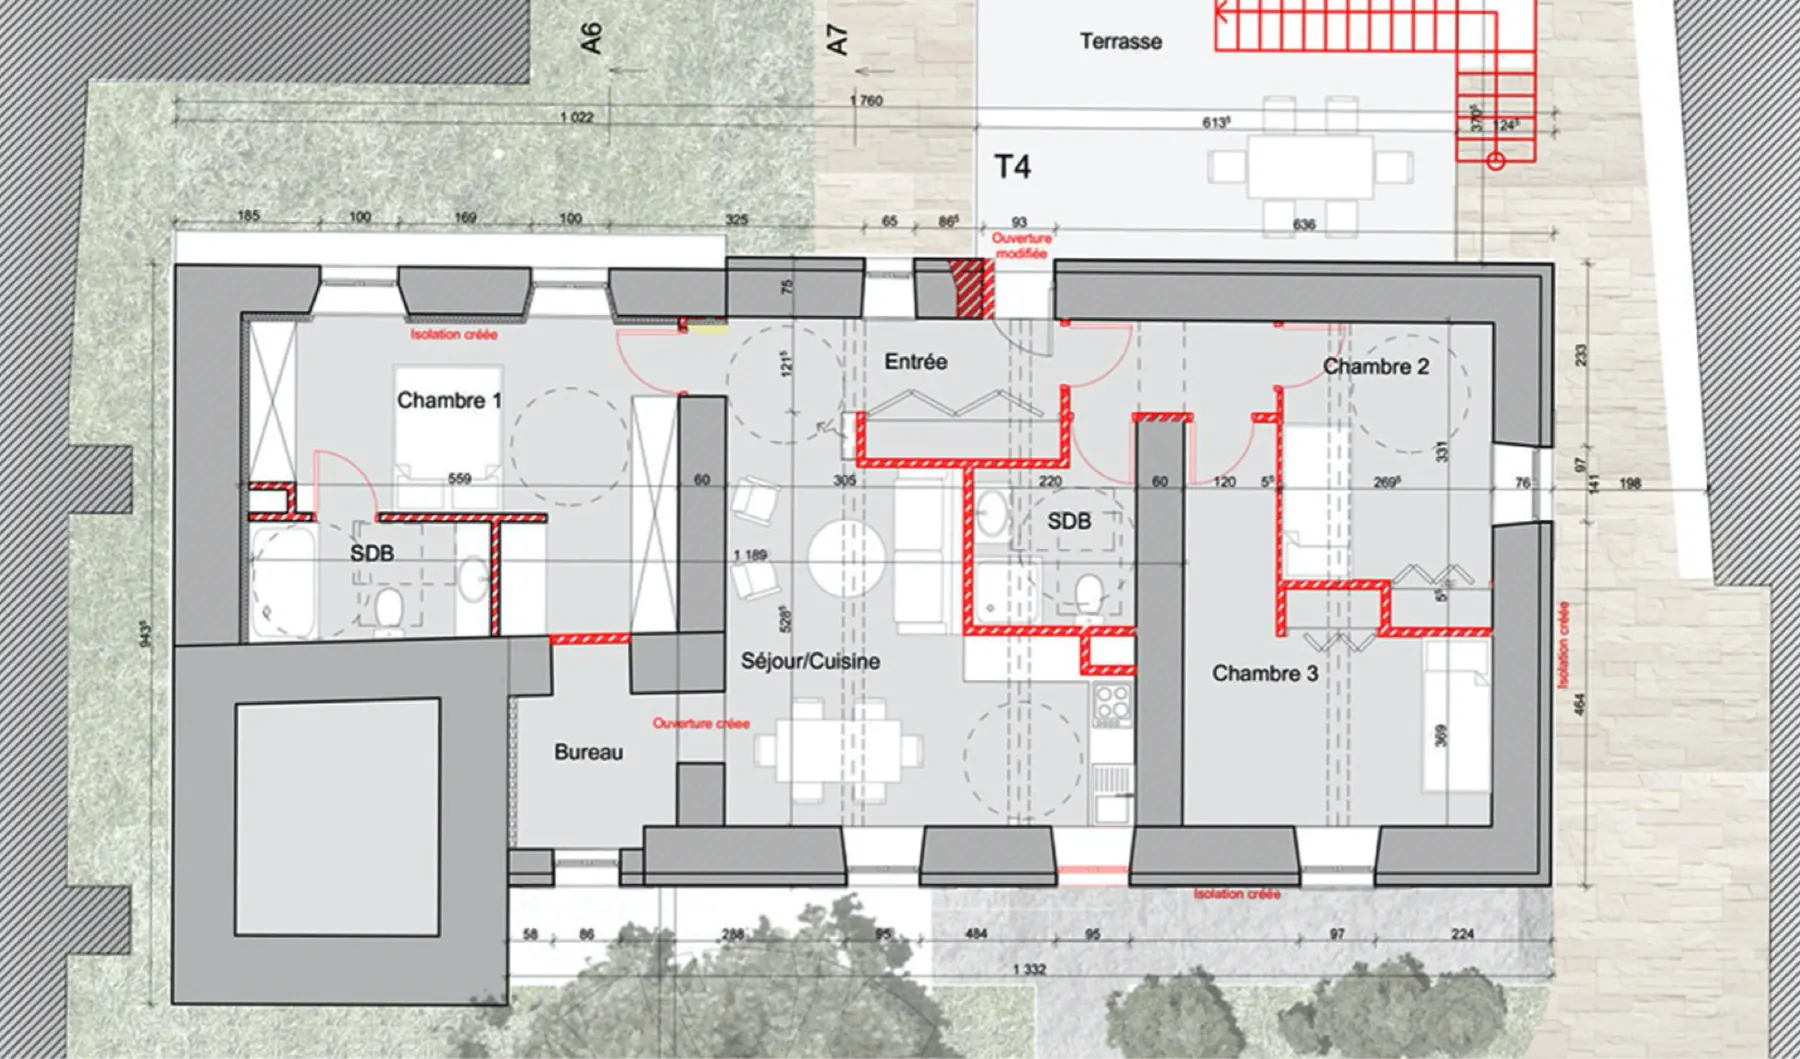 A6
A7
Terrasse
1 760
1 022
613⁵
370⁵
124⁵
T4
185
100
169
100
325
65
86⁵
93
636
Ouverture
modifiée
75
Isolation créée
121⁵
Entrée
Chambre 2
233
Chambre 1
331
559
60
305
220
60
120
5⁵
269⁵
76
97
141
198
SDB
SDB
1 189
5⁵
528⁵
943⁵
Isolation créée
Séjour/Cuisine
Chambre 3
464
Ouverture créee
Bureau
369
Isolation créée
58
86
288
95
484
95
97
224
1 332